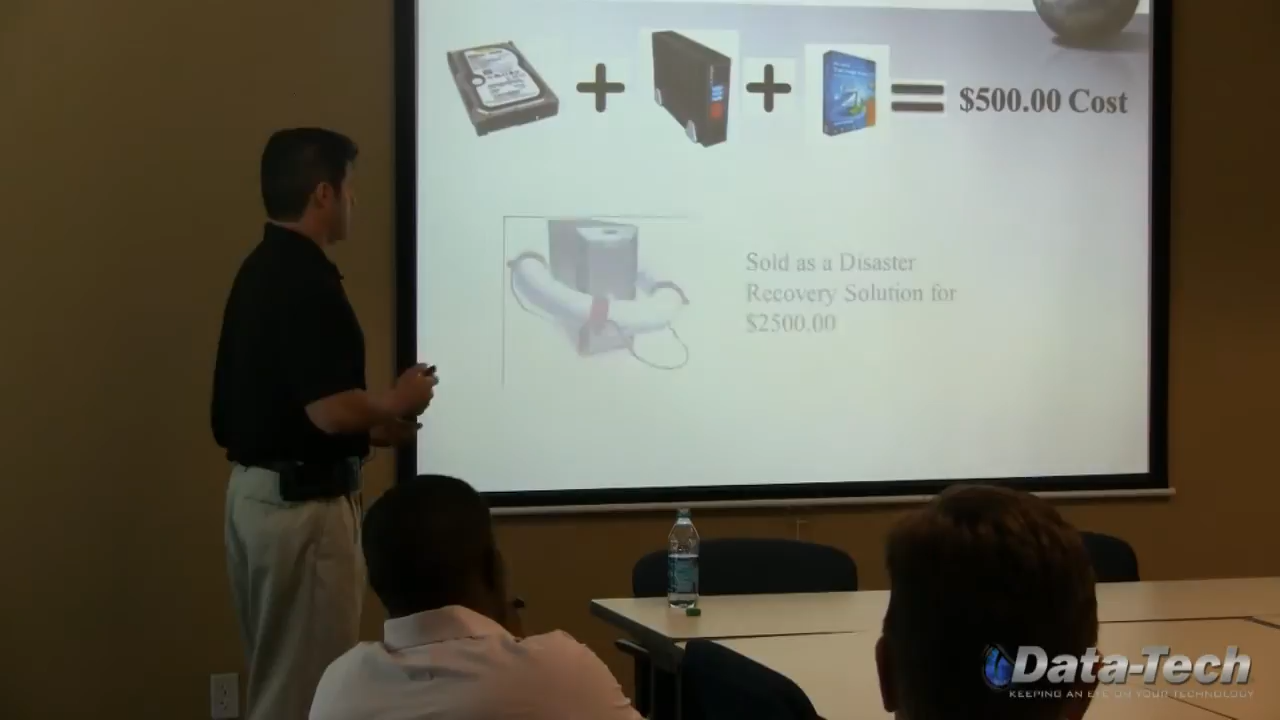 $500.00 Cost
Sold as a Disaster
Recovery Solution for
$2500.00
Data-Tech
KEEPING AN EYE ON YOUR TECHNOLOGY